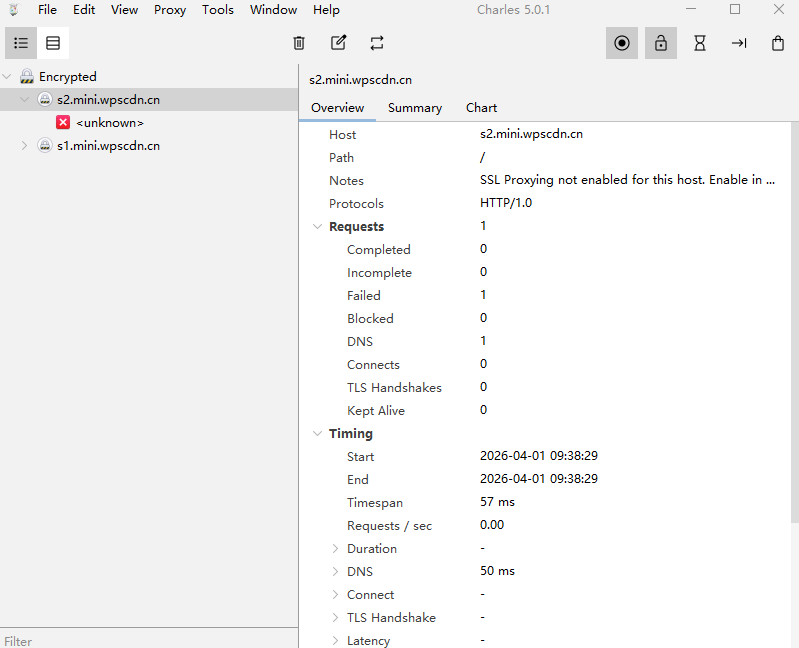 File Edit View Proxy Tools Window Help Charles 5.0.1
Encrypted
s2.mini.wpscdn.cn
<unknown>
s1.mini.wpscdn.cn
Filter
s2.mini.wpscdn.cn
Overview Summary Chart
Host s2.mini.wpscdn.cn
Path /
Notes SSL Proxying not enabled for this host. Enable in ...
Protocols HTTP/1.0
Requests 1
Completed 0
Incomplete 0
Failed 1
Blocked 0
DNS 1
Connects 0
TLS Handshakes 0
Kept Alive 0
Timing
Start 2026-04-01 09:38:29
End 2026-04-01 09:38:29
Timespan 57 ms
Requests / sec 0.00
Duration -
DNS 50 ms
Connect -
TLS Handshake -
Latency -